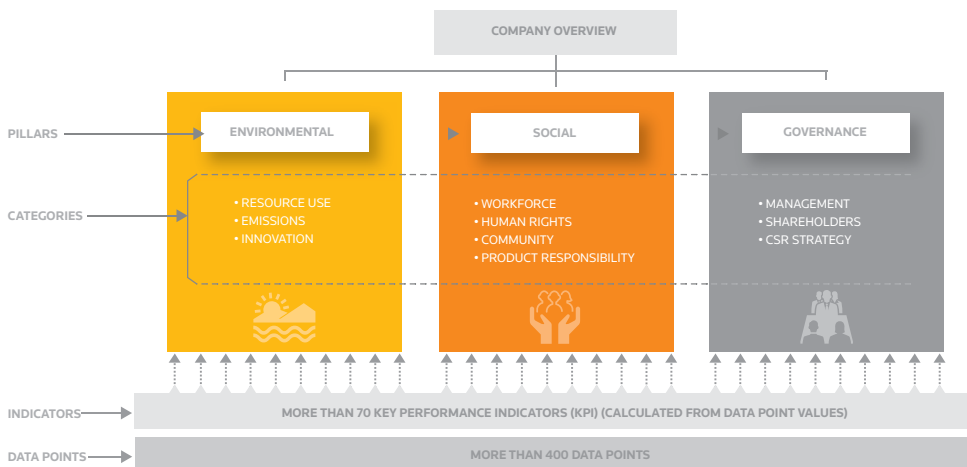 COMPANY OVERVIEW
PILLARS
ENVIRONMENTAL
SOCIAL
GOVERNANCE
CATEGORIES
• RESOURCE USE
• EMISSIONS
• INNOVATION
• WORKFORCE
• HUMAN RIGHTS
• COMMUNITY
• PRODUCT RESPONSIBILITY
• MANAGEMENT
• SHAREHOLDERS
• CSR STRATEGY
INDICATORS
MORE THAN 70 KEY PERFORMANCE INDICATORS (KPI) (CALCULATED FROM DATA POINT VALUES)
DATA POINTS
MORE THAN 400 DATA POINTS